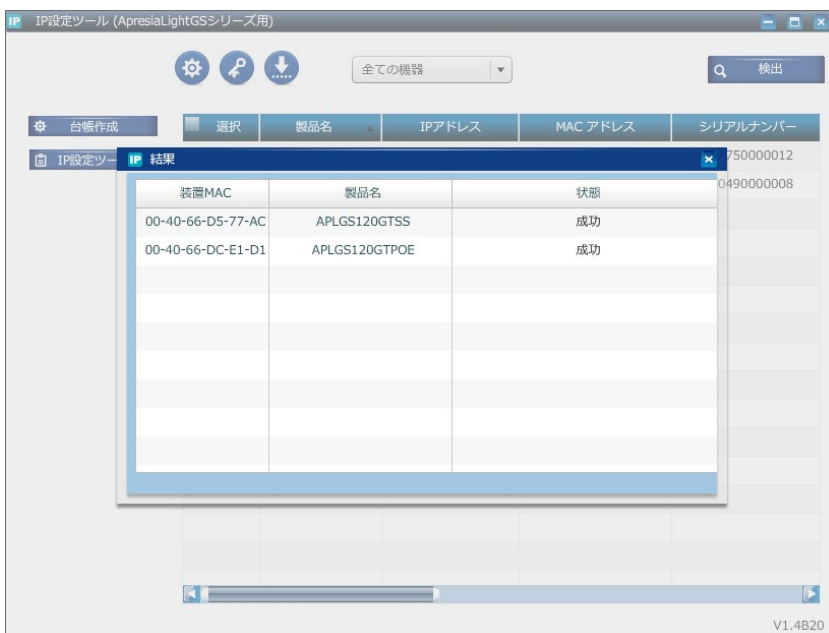 IP IP設定ツール (ApresiaLightGSシリーズ用)
全ての機器
検出
台帳作成
選択 製品名 IPアドレス MAC アドレス シリアルナンバー
IP設定ツー
IP 結果
750000012
0490000008
装置MAC 製品名 状態
00-40-66-D5-77-AC APLGS120GTSS 成功
00-40-66-DC-E1-D1 APLGS120GTPOE 成功
V1.4B20